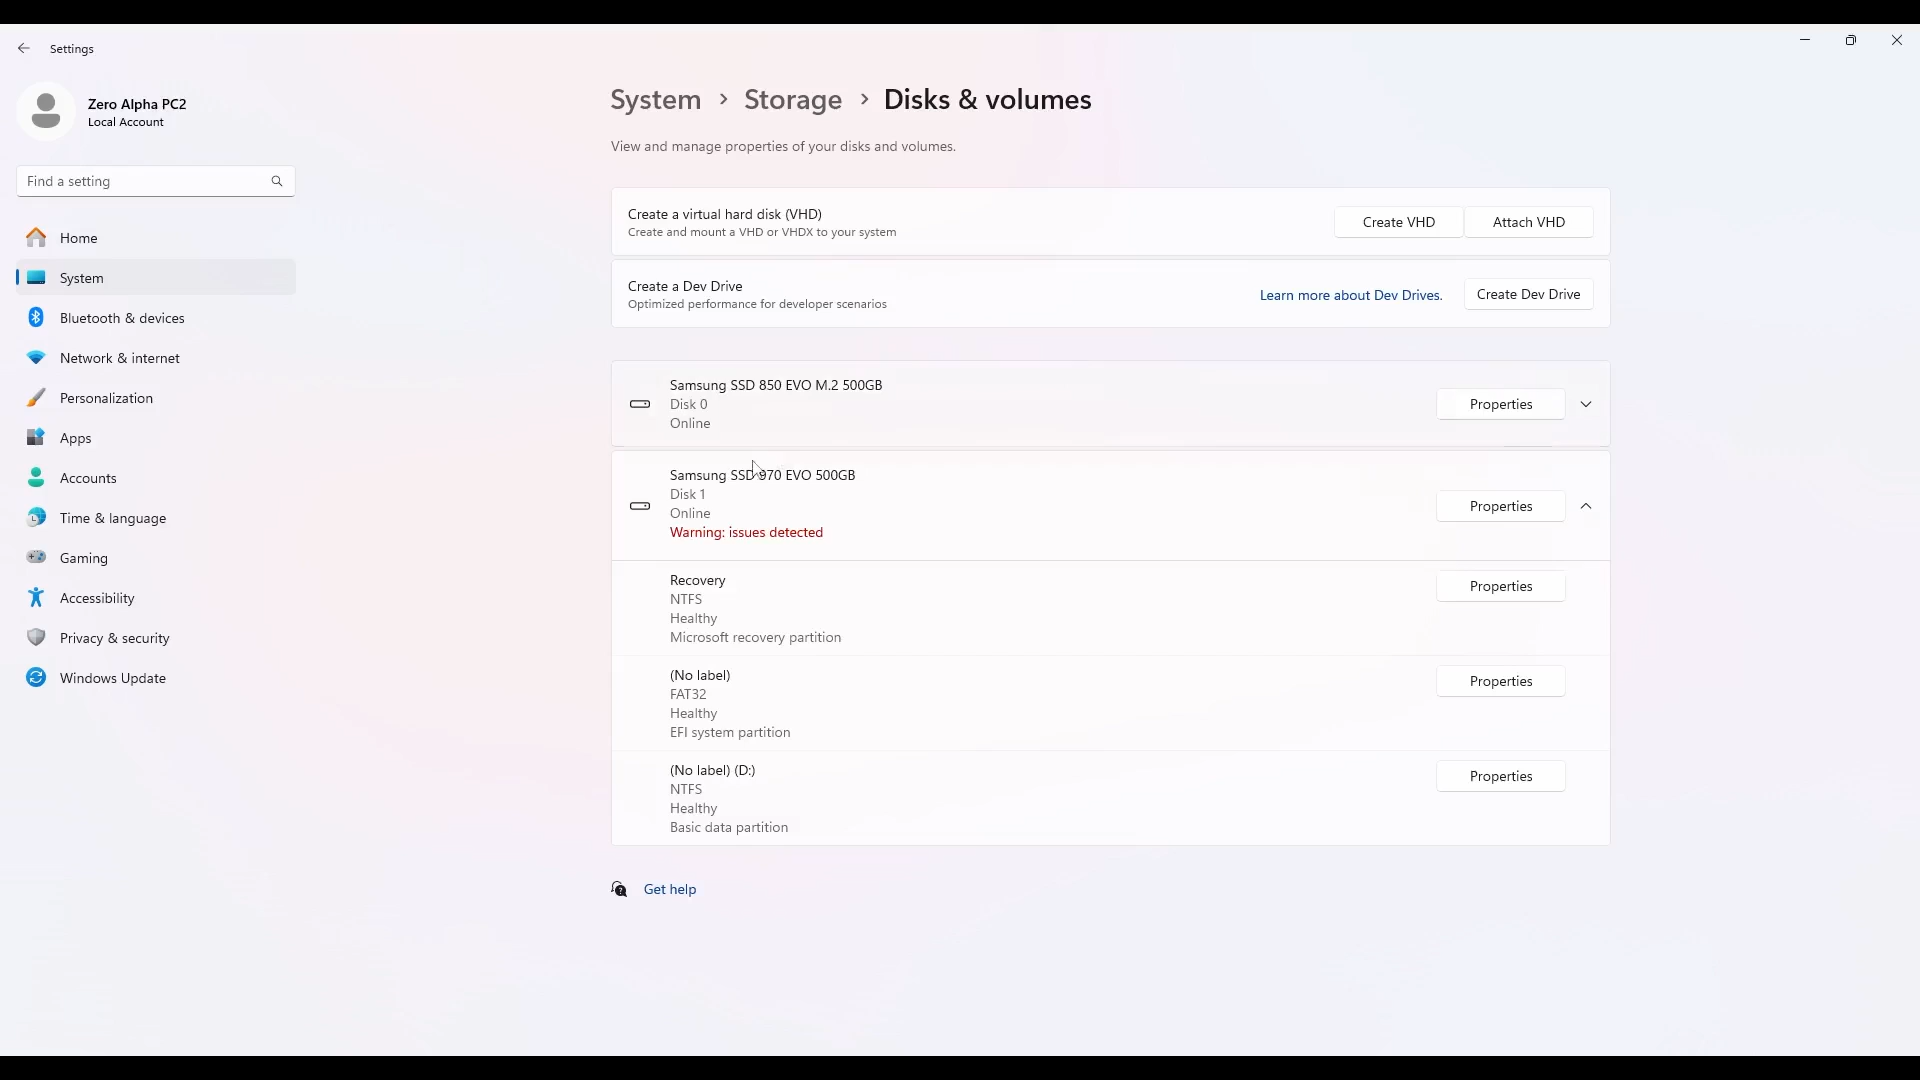 Settings
Zero Alpha PC2
Local Account
Find a setting
Home
System
Bluetooth & devices
Network & internet
Personalization
Apps
Accounts
Time & language
Gaming
Accessibility
Privacy & security
Windows Update
System > Storage > Disks & volumes
View and manage properties of your disks and volumes.
Create a virtual hard disk (VHD)
Create and mount a VHD or VHDX to your system
Create VHD
Attach VHD
Create a Dev Drive
Optimized performance for developer scenarios
Learn more about Dev Drives.
Create Dev Drive
Samsung SSD 850 EVO M.2 500GB
Disk 0
Online
Properties
Samsung SSD 970 EVO 500GB
Disk 1
Online
Warning: issues detected
Properties
Recovery
NTFS
Healthy
Microsoft recovery partition
Properties
(No label)
FAT32
Healthy
EFI system partition
Properties
(No label) (D:)
NTFS
Healthy
Basic data partition
Properties
Get help